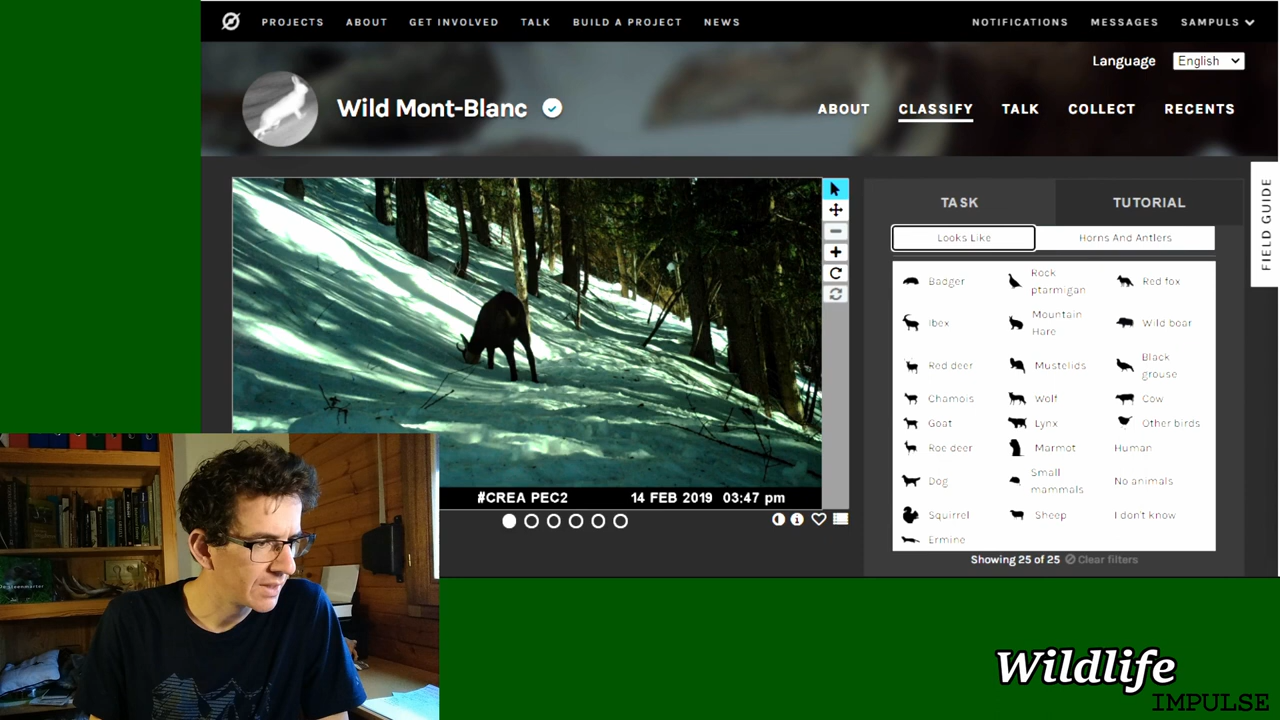 PROJECTS ABOUT GET INVOLVED TALK BUILD A PROJECT NEWS NOTIFICATIONS MESSAGES SAMPULS
Language English
Wild Mont-Blanc
ABOUT CLASSIFY TALK COLLECT RECENTS
FIELD GUIDE
TASK TUTORIAL
Looks Like Horns And Antlers
Badger Rock ptarmigan Red fox
Ibex Mountain Hare Wild boar
Red deer Mustelids Black grouse
Chamois Wolf Cow
Goat Lynx Other birds
Roe deer Marmot Human
Dog Small mammals No animals
Squirrel Sheep I don't know
Ermine
Showing 25 of 25 Clear filters
#CREA PEC2 14 FEB 2019 03:47 pm
Wildlife
IMPULSE